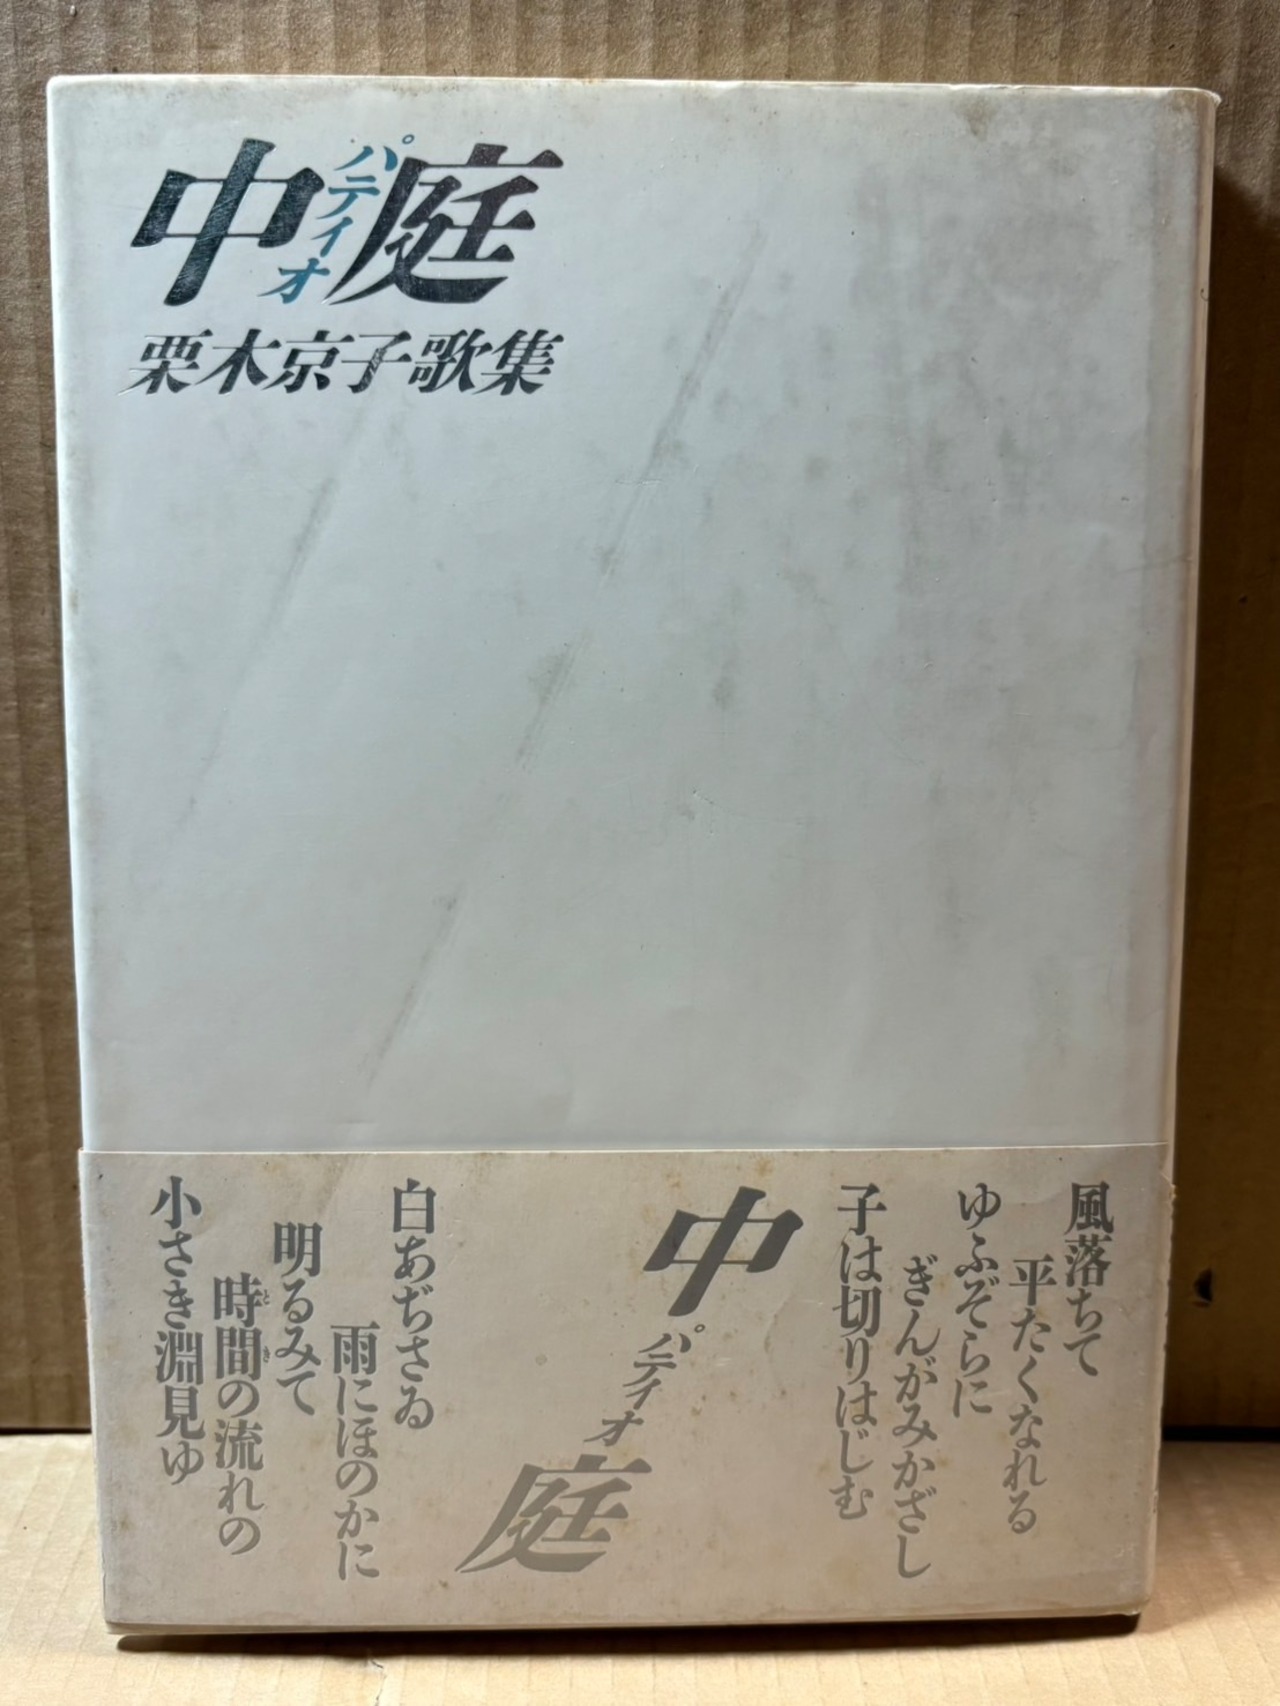 中庭
パティオ
栗木京子歌集
風落ちて
平たくなれる
ゆふぞらに
ぎんがみかざし
子は切りはじむ
中庭
パティオ
白あぢさゐ
雨にほのかに
明るみて
時間の流れの
とき
小さき淵見ゆ